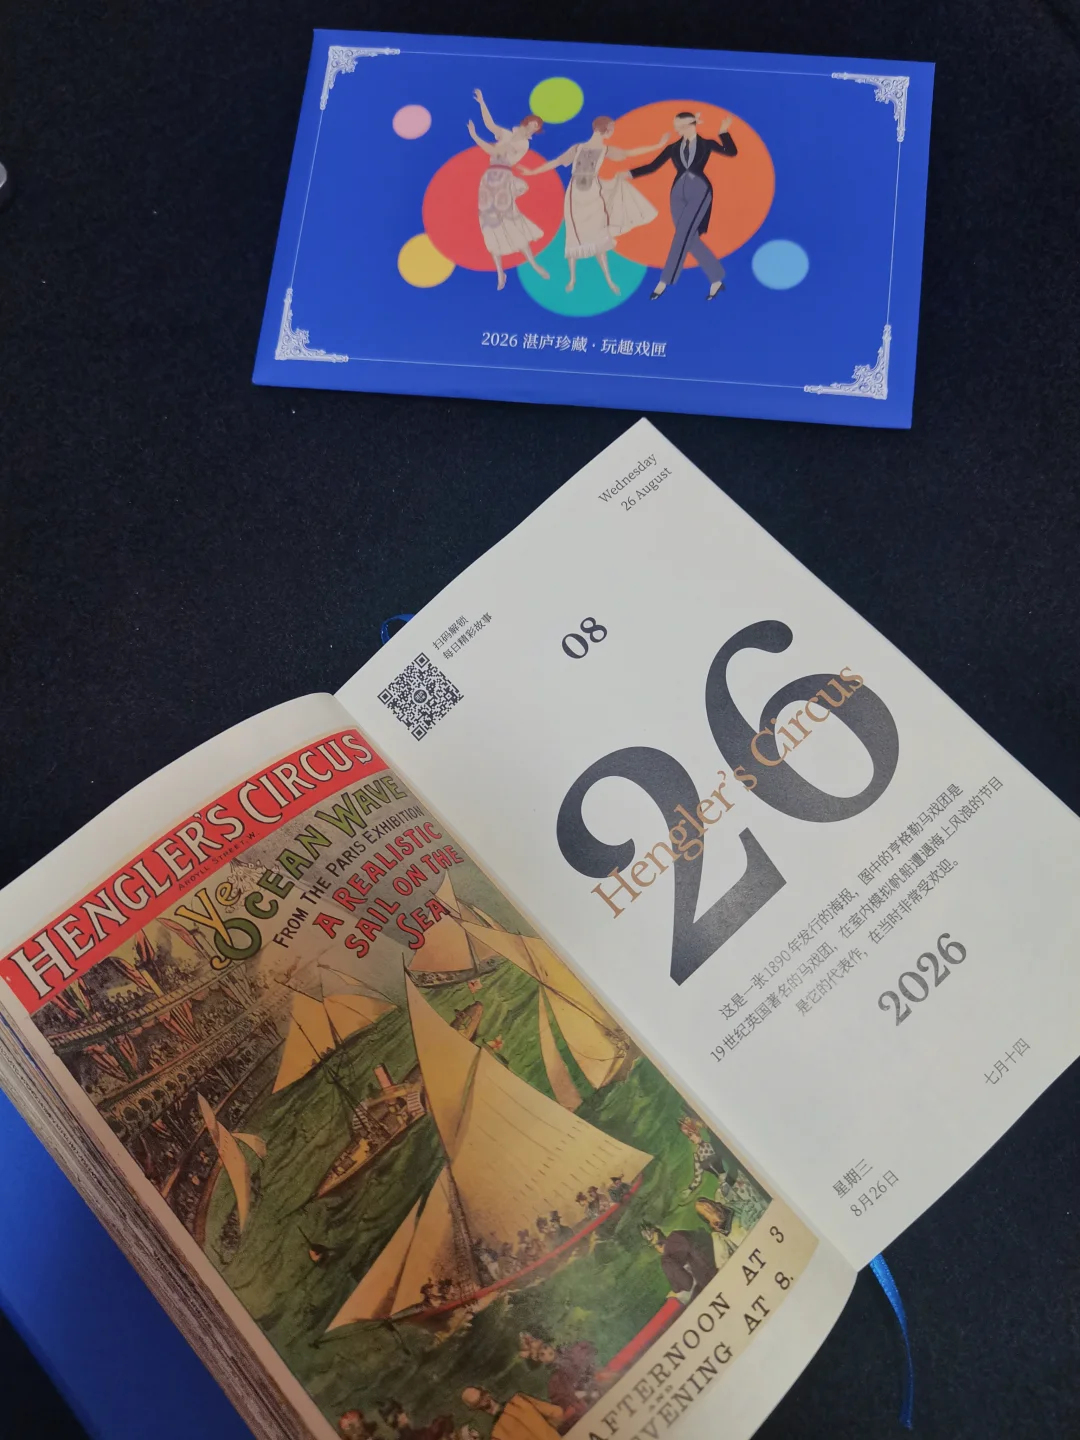 2026 湛庐珍藏 · 玩趣戏匣
Wednesday
26 August
扫码解锁
每日精彩故事
08
26
Hengler's Circus
这是一张 1890 年发行的海报，图中的亨格勒马戏团是
19 世纪英国著名的马戏团，在室内模拟帆船遭遇海上风浪的节目
是它的代表作，在当时非常受欢迎。
2026
七月十四
星期三
8月26日
HENGLER'S CIRCUS
ARGYLL STREET, W
Ye OCEAN WAVE
FROM THE PARIS EXHIBITION
A REALISTIC
SAIL ON THE
SEA
AFTERNOON AT 3
AND
EVENING AT 8.